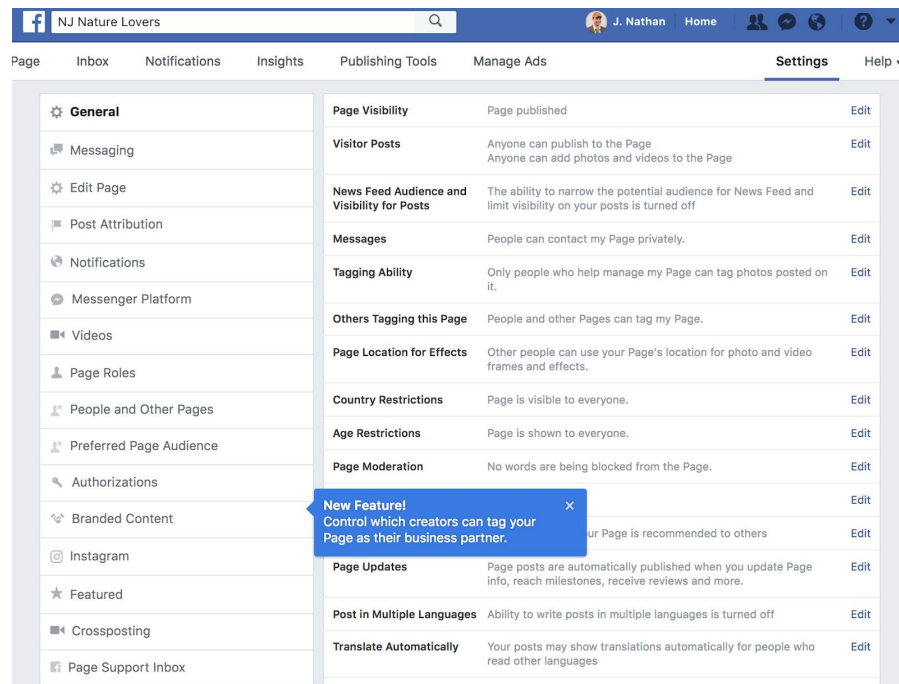 f NJ Nature Lovers J. Nathan Home ?
Page Inbox Notifications Insights Publishing Tools Manage Ads Settings Help
General
Messaging
Edit Page
Post Attribution
Notifications
Messenger Platform
Videos
Page Roles
People and Other Pages
Preferred Page Audience
Authorizations
Branded Content
Instagram
Featured
Crossposting
Page Support Inbox
Page Visibility Page published Edit
Visitor Posts Anyone can publish to the Page Edit
Anyone can add photos and videos to the Page
News Feed Audience and The ability to narrow the potential audience for News Feed and Edit
Visibility for Posts limit visibility on your posts is turned off
Messages People can contact my Page privately. Edit
Tagging Ability Only people who help manage my Page can tag photos posted on Edit
it.
Others Tagging this Page People and other Pages can tag my Page. Edit
Page Location for Effects Other people can use your Page's location for photo and video Edit
frames and effects.
Country Restrictions Page is visible to everyone. Edit
Age Restrictions Page is shown to everyone. Edit
Page Moderation No words are being blocked from the Page. Edit
Edit
New Feature!
Control which creators can tag your
Page as their business partner.
Page is recommended to others Edit
Page Updates Page posts are automatically published when you update Page Edit
info, reach milestones, receive reviews and more.
Post in Multiple Languages Ability to write posts in multiple languages is turned off Edit
Translate Automatically Your posts may show translations automatically for people who Edit
read other languages